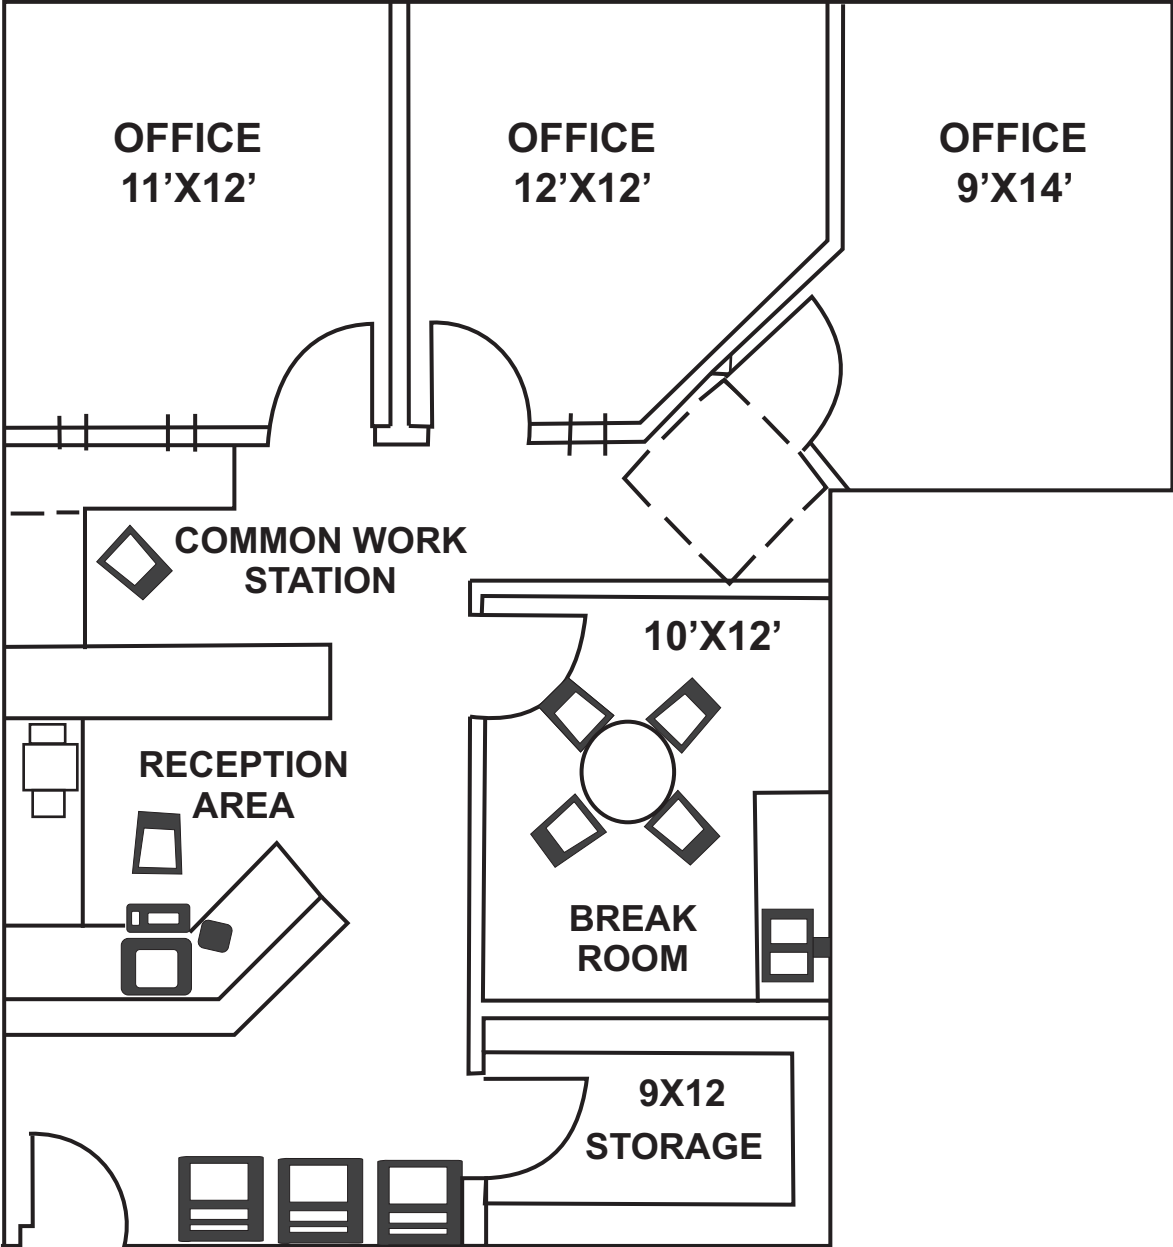 OFFICE
11’X12’
OFFICE
12’X12’
OFFICE
9’X14’
COMMON WORK
STATION
10’X12’
RECEPTION
AREA
BREAK
ROOM
9X12
STORAGE